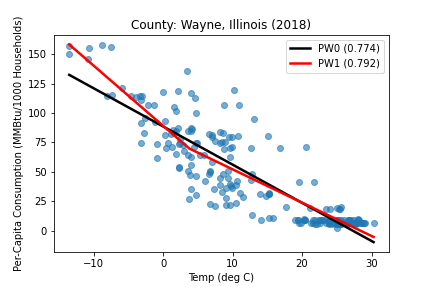 County: Wayne, Illinois (2018)
PW0 (0.774)
PW1 (0.792)
Per-Capita Consumption (MMBtu/1000 Households)
150
125
100
75
50
25
0
−10 0 10 20 30
Temp (deg C)